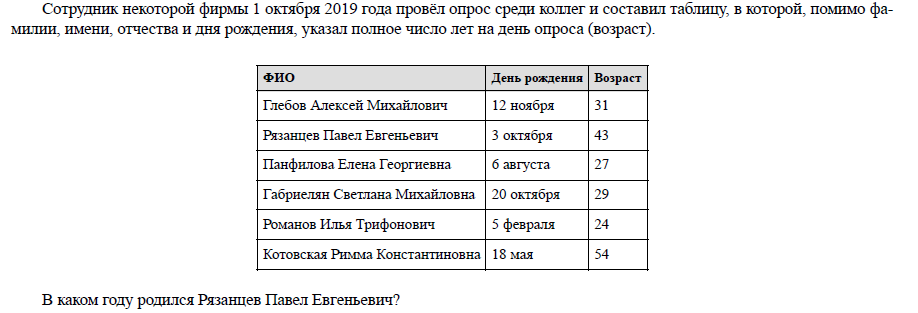 Сотрудник некоторой фирмы 1 октября 2019 года провёл опрос среди коллег и составил таблицу, в которой, помимо фа-
милии, имени, отчества и дня рождения, указал полное число лет на день опроса (возраст).
ФИО День рождения Возраст
Глебов Алексей Михайлович 12 ноября 31
Рязанцев Павел Евгеньевич 3 октября 43
Панфилова Елена Георгиевна 6 августа 27
Габриелян Светлана Михайловна 20 октября 29
Романов Илья Трифонович 5 февраля 24
Котовская Римма Константиновна 18 мая 54
В каком году родился Рязанцев Павел Евгеньевич?